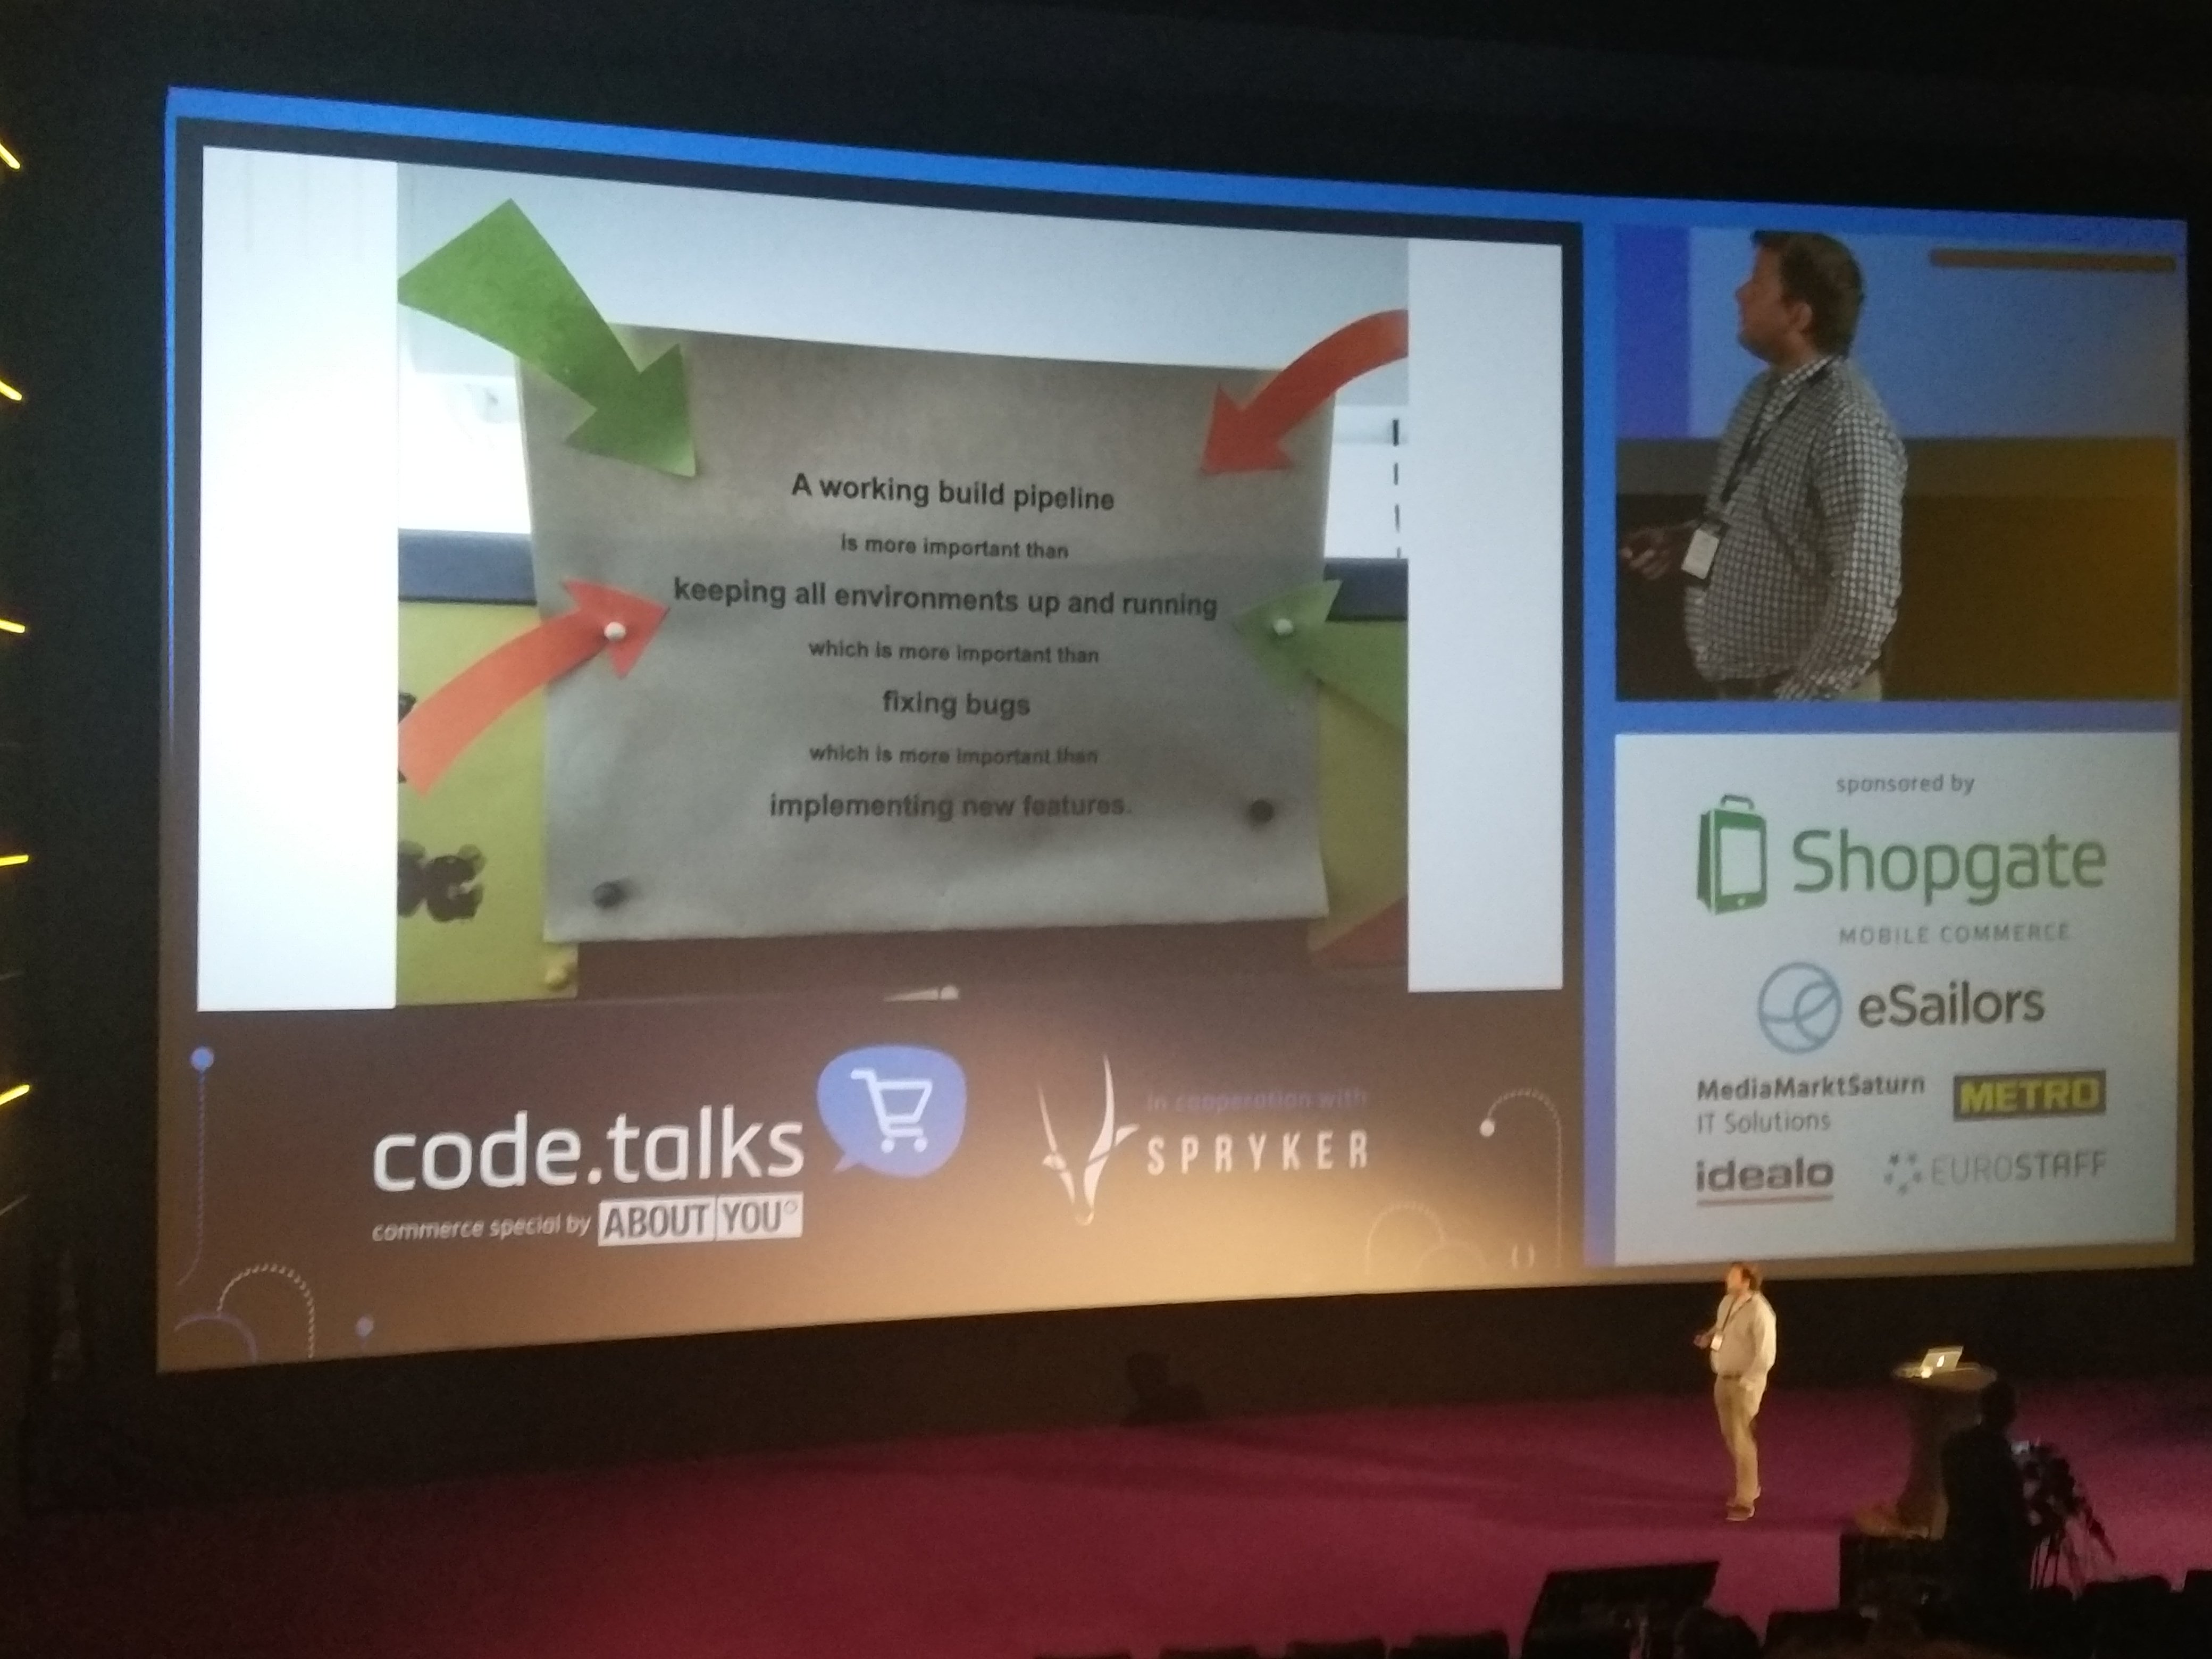 A working build pipeline
is more important than
keeping all environments up and running
which is more important than
fixing bugs
which is more important than
implementing new features.
code.talks
commerce special by ABOUT YOU
in cooperation with
SPRYKER
sponsored by
Shopgate
MOBILE COMMERCE
eSailors
MediaMarktSaturn
IT Solutions
METRO
idealo
EUROSTAFF